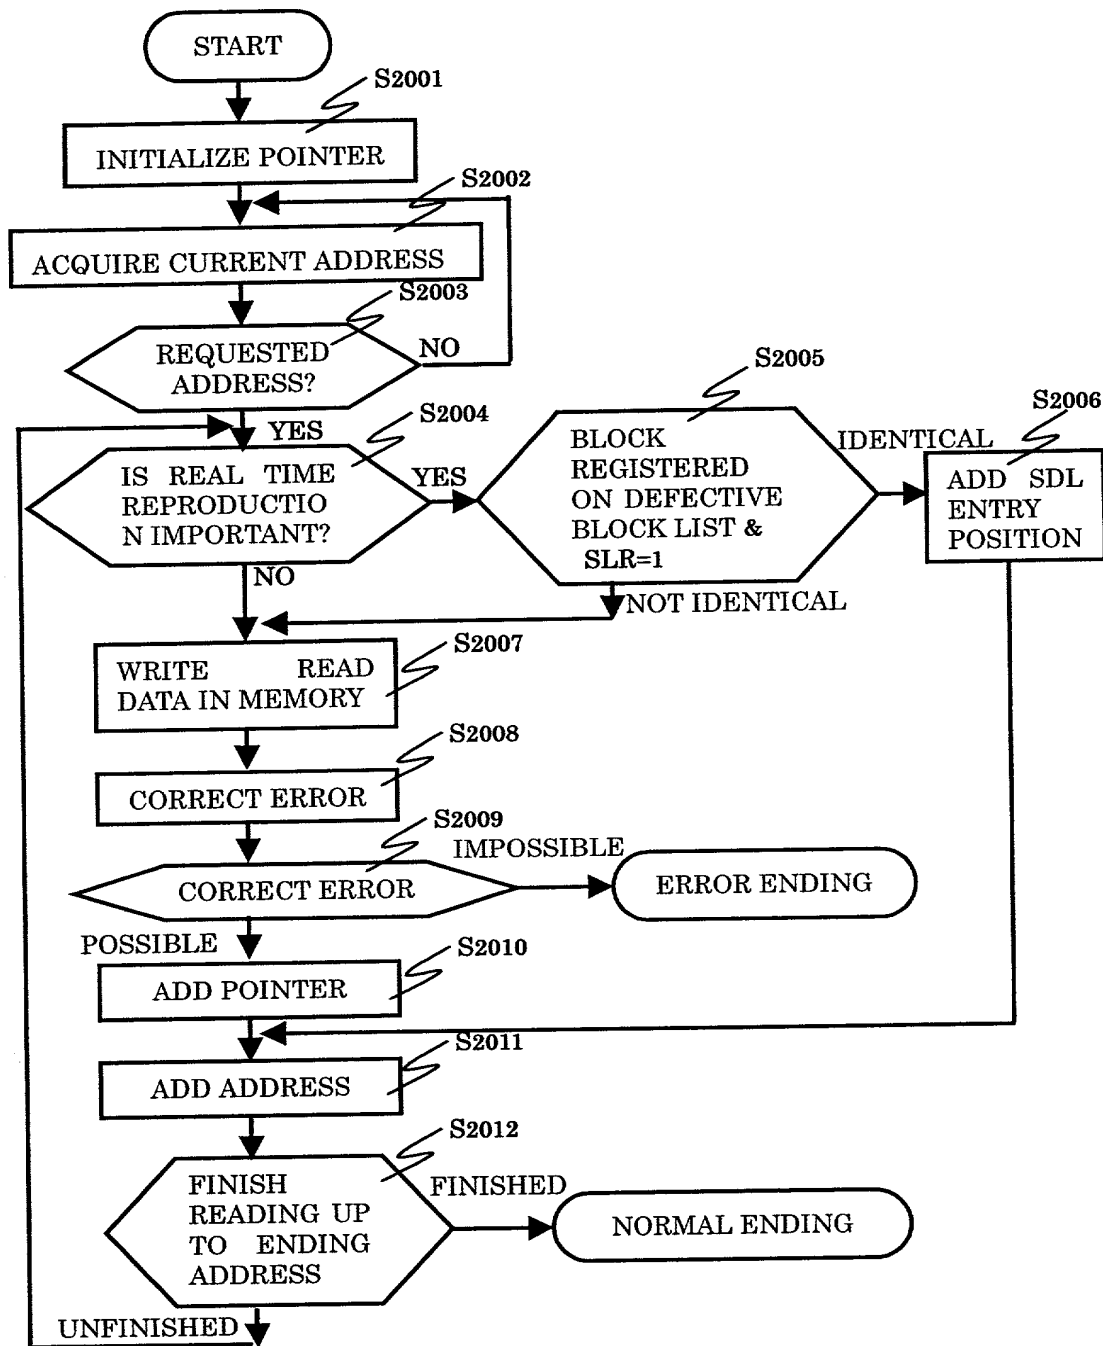 START
S2001
INITIALIZE POINTER
S2002
ACQUIRE CURRENT ADDRESS
S2003
REQUESTED
ADDRESS?
NO
S2004
YES
IS REAL TIME
REPRODUCTIO
N IMPORTANT?
YES
NO
S2005
BLOCK
REGISTERED
ON DEFECTIVE
BLOCK LIST &
SLR=1
IDENTICAL
NOT IDENTICAL
S2006
ADD SDL
ENTRY
POSITION
S2007
WRITE READ
DATA IN MEMORY
S2008
CORRECT ERROR
S2009
CORRECT ERROR
IMPOSSIBLE
ERROR ENDING
POSSIBLE
S2010
ADD POINTER
S2011
ADD ADDRESS
S2012
FINISH
READING UP
TO ENDING
ADDRESS
FINISHED
NORMAL ENDING
UNFINISHED